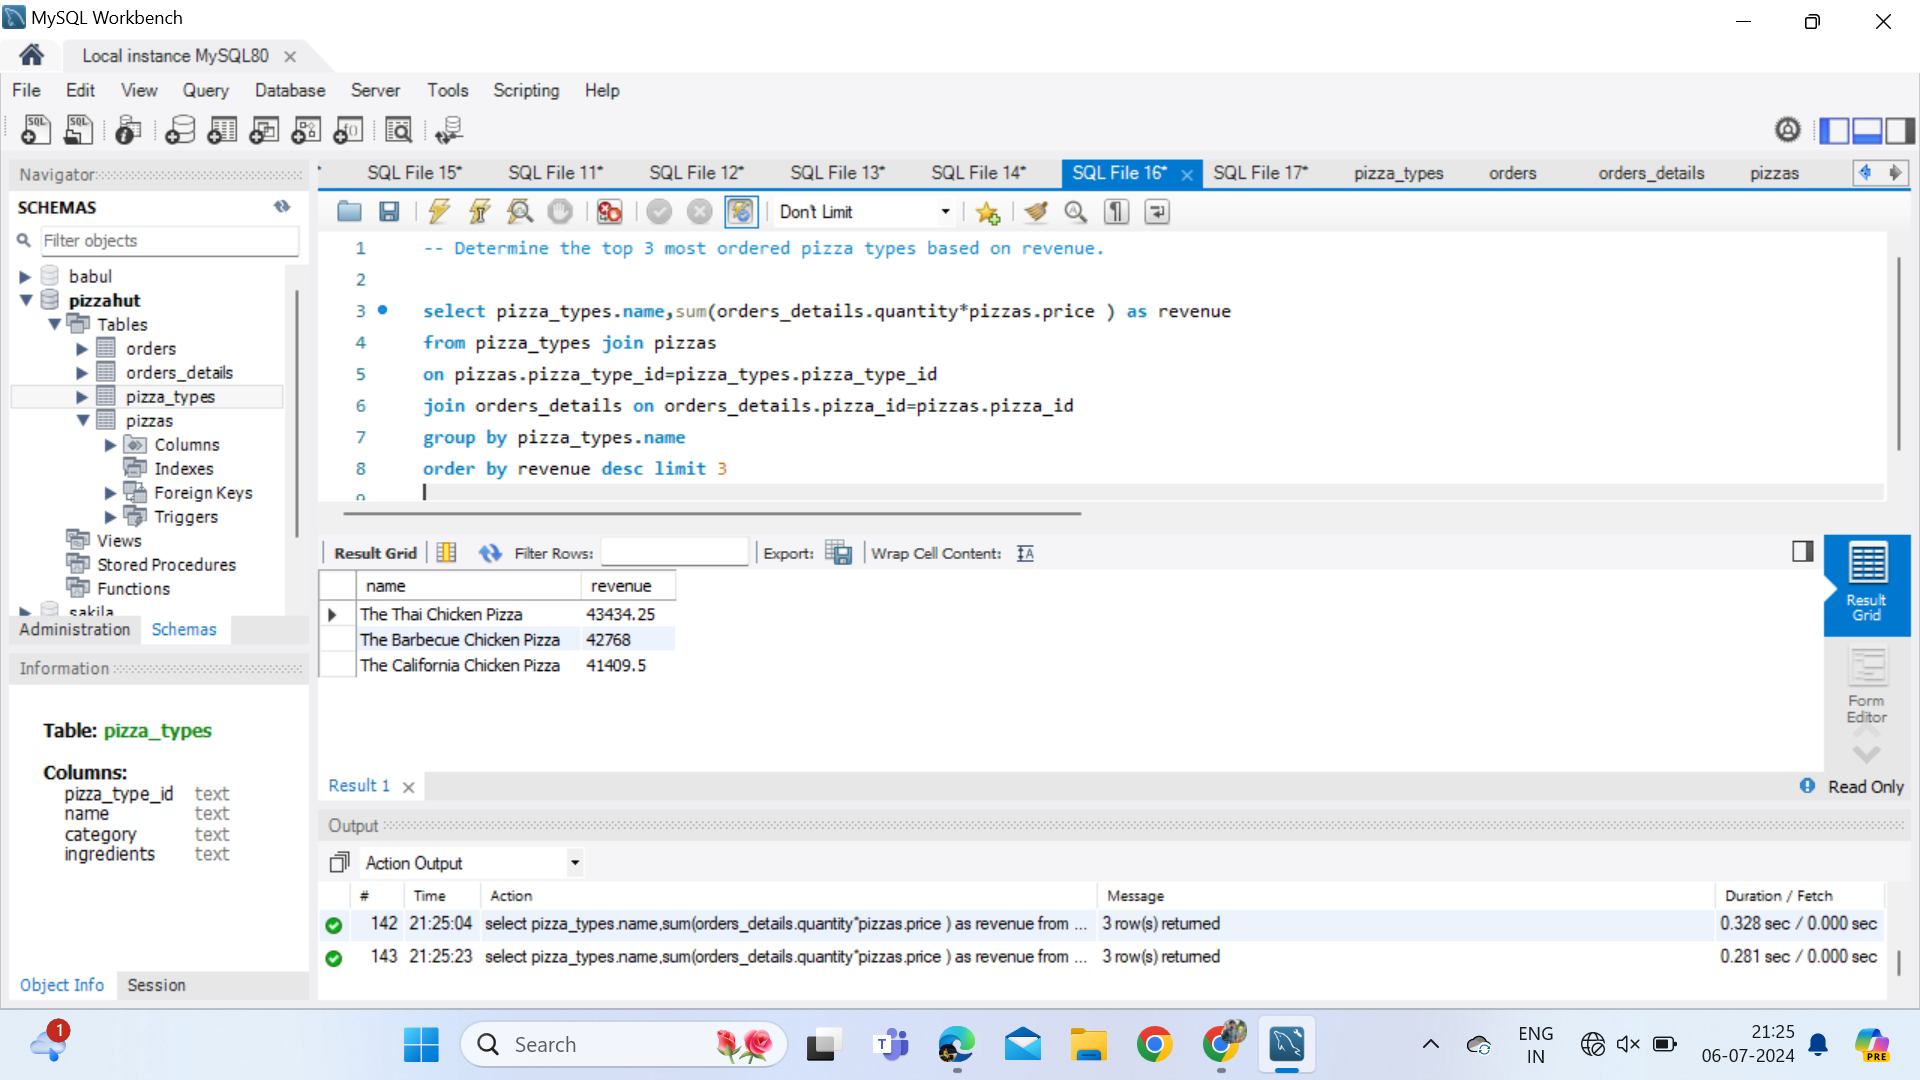 MySQL Workbench
Local instance MySQL80
File Edit View Query Database Server Tools Scripting Help
Navigator
SQL File 15* SQL File 11* SQL File 12* SQL File 13* SQL File 14* SQL File 16* SQL File 17* pizza_types orders orders_details pizzas
SCHEMAS
Don't Limit
Filter objects
babul
pizzahut
Tables
orders
orders_details
pizza_types
pizzas
Columns
Indexes
Foreign Keys
Triggers
Views
Stored Procedures
Functions
sakila
Administration Schemas
1 -- Determine the top 3 most ordered pizza types based on revenue.
2
3 select pizza_types.name,sum(orders_details.quantity*pizzas.price ) as revenue
4 from pizza_types join pizzas
5 on pizzas.pizza_type_id=pizza_types.pizza_type_id
6 join orders_details on orders_details.pizza_id=pizzas.pizza_id
7 group by pizza_types.name
8 order by revenue desc limit 3
9
Result Grid Filter Rows: Export: Wrap Cell Content:
name revenue
The Thai Chicken Pizza 43434.25
The Barbecue Chicken Pizza 42768
The California Chicken Pizza 41409.5
Result
Grid
Form
Editor
Result 1
Read Only
Information
Table: pizza_types
Columns:
pizza_type_id text
name text
category text
ingredients text
Object Info Session
Output
Action Output
# Time Action Message Duration / Fetch
142 21:25:04 select pizza_types.name,sum(orders_details.quantity*pizzas.price ) as revenue from ... 3 row(s) returned 0.328 sec / 0.000 sec
143 21:25:23 select pizza_types.name,sum(orders_details.quantity*pizzas.price ) as revenue from ... 3 row(s) returned 0.281 sec / 0.000 sec
1
Search
T
ENG
IN
21:25
06-07-2024
PRE